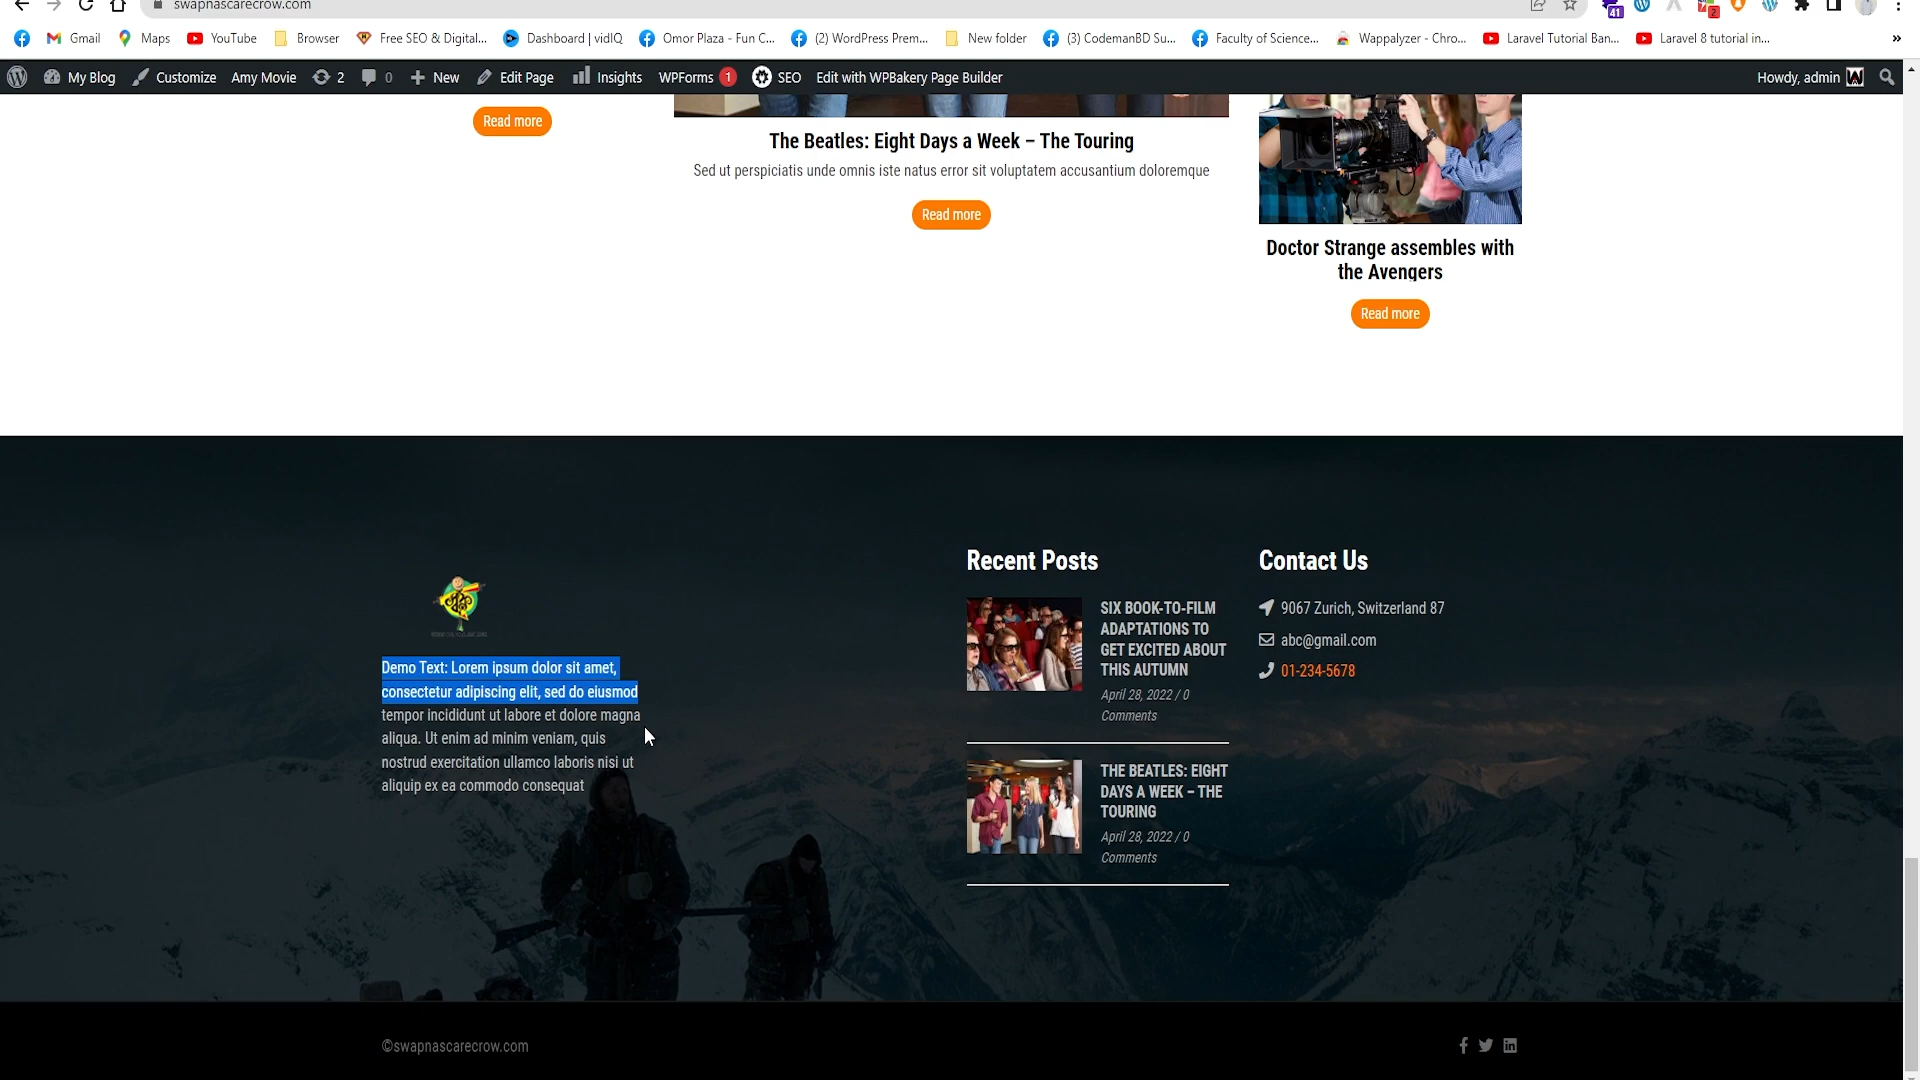 swapnascarecrow.com
41
2
Gmail
Maps
YouTube
Browser
Free SEO & Digital...
Dashboard | vidIQ
Omor Plaza - Fun C...
(2) WordPress Prem...
New folder
(3) CodemanBD Su...
Faculty of Science...
Wappalyzer - Chro...
Laravel Tutorial Ban...
Laravel 8 tutorial in...
»
My Blog
Customize
Amy Movie
2
0
New
Edit Page
Insights
WPForms 1
SEO
Edit with WPBakery Page Builder
Howdy, admin
Read more
The Beatles: Eight Days a Week – The Touring
Sed ut perspiciatis unde omnis iste natus error sit voluptatem accusantium doloremque
Read more
Doctor Strange assembles with
the Avengers
Read more
Demo Text: Lorem ipsum dolor sit amet,
consectetur adipiscing elit, sed do eiusmod
tempor incididunt ut labore et dolore magna
aliqua. Ut enim ad minim veniam, quis
nostrud exercitation ullamco laboris nisi ut
aliquip ex ea commodo consequat
Recent Posts
SIX BOOK-TO-FILM
ADAPTATIONS TO
GET EXCITED ABOUT
THIS AUTUMN
April 28, 2022 / 0
Comments
THE BEATLES: EIGHT
DAYS A WEEK – THE
TOURING
April 28, 2022 / 0
Comments
Contact Us
9067 Zurich, Switzerland 87
abc@gmail.com
01-234-5678
©swapnascarecrow.com